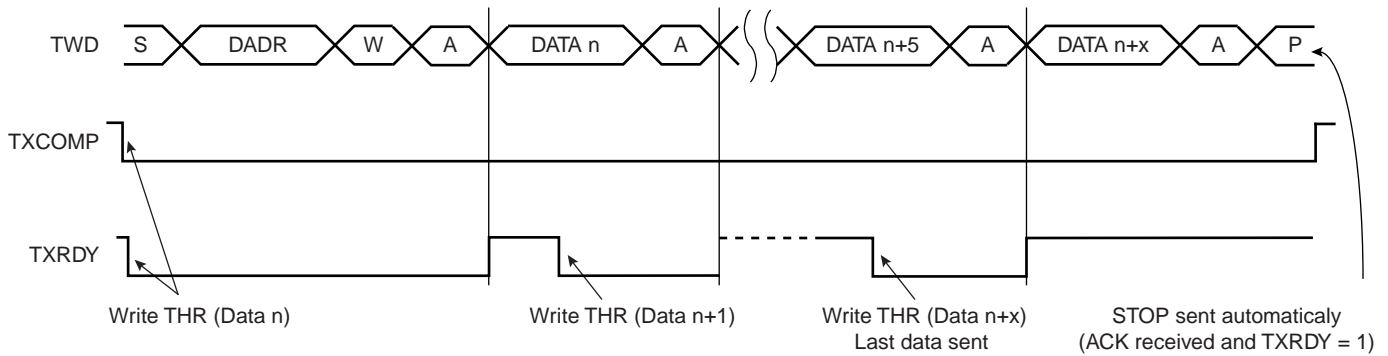 TWD S DADR W A DATA n A DATA n+5 A DATA n+x A P
TXCOMP
TXRDY
Write THR (Data n)
Write THR (Data n+1)
Write THR (Data n+x)
Last data sent
STOP sent automaticaly
(ACK received and TXRDY = 1)